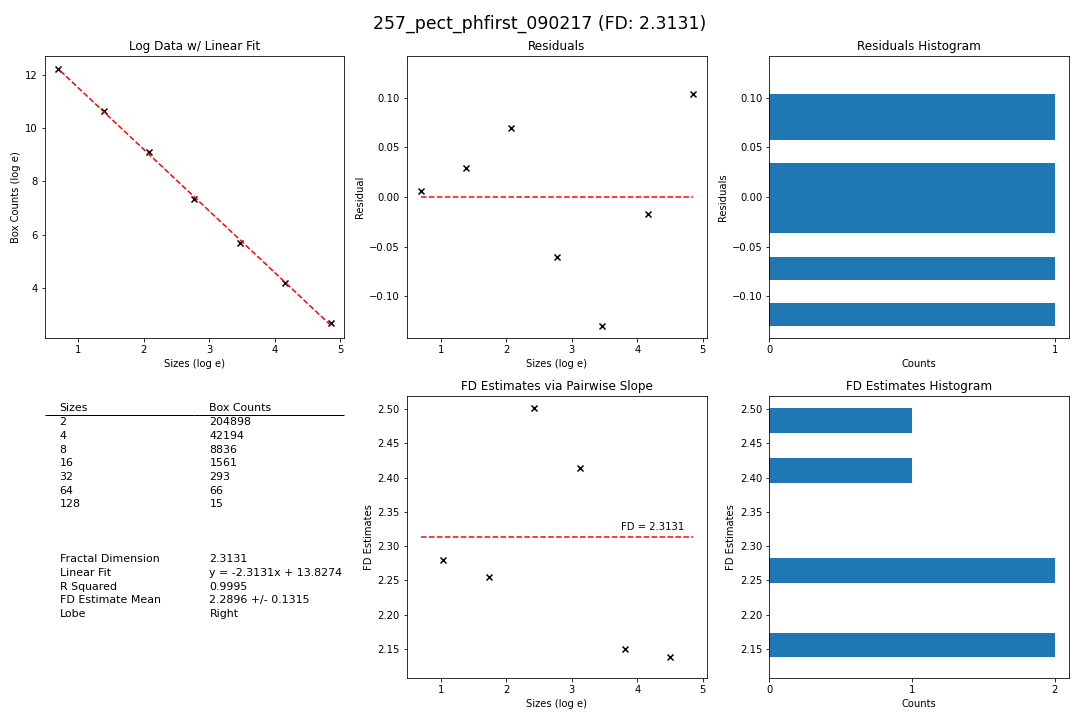 257_pect_phfirst_090217 (FD: 2.3131)
Log Data w/ Linear Fit
12
10
8
6
4
Box Counts (log e)
1 2 3 4 5
Sizes (log e)
Residuals
0.10
0.05
0.00
−0.05
−0.10
Residual
1 2 3 4 5
Sizes (log e)
Residuals Histogram
0.10
0.05
0.00
−0.05
−0.10
Residuals
0 1
Counts
Sizes Box Counts
2 204898
4 42194
8 8836
16 1561
32 293
64 66
128 15
Fractal Dimension 2.3131
Linear Fit y = -2.3131x + 13.8274
R Squared 0.9995
FD Estimate Mean 2.2896 +/- 0.1315
Lobe Right
FD Estimates via Pairwise Slope
2.50
2.45
2.40
2.35
2.30
2.25
2.20
2.15
FD Estimates
FD = 2.3131
1 2 3 4 5
Sizes (log e)
FD Estimates Histogram
2.50
2.45
2.40
2.35
2.30
2.25
2.20
2.15
FD Estimates
0 1 2
Counts